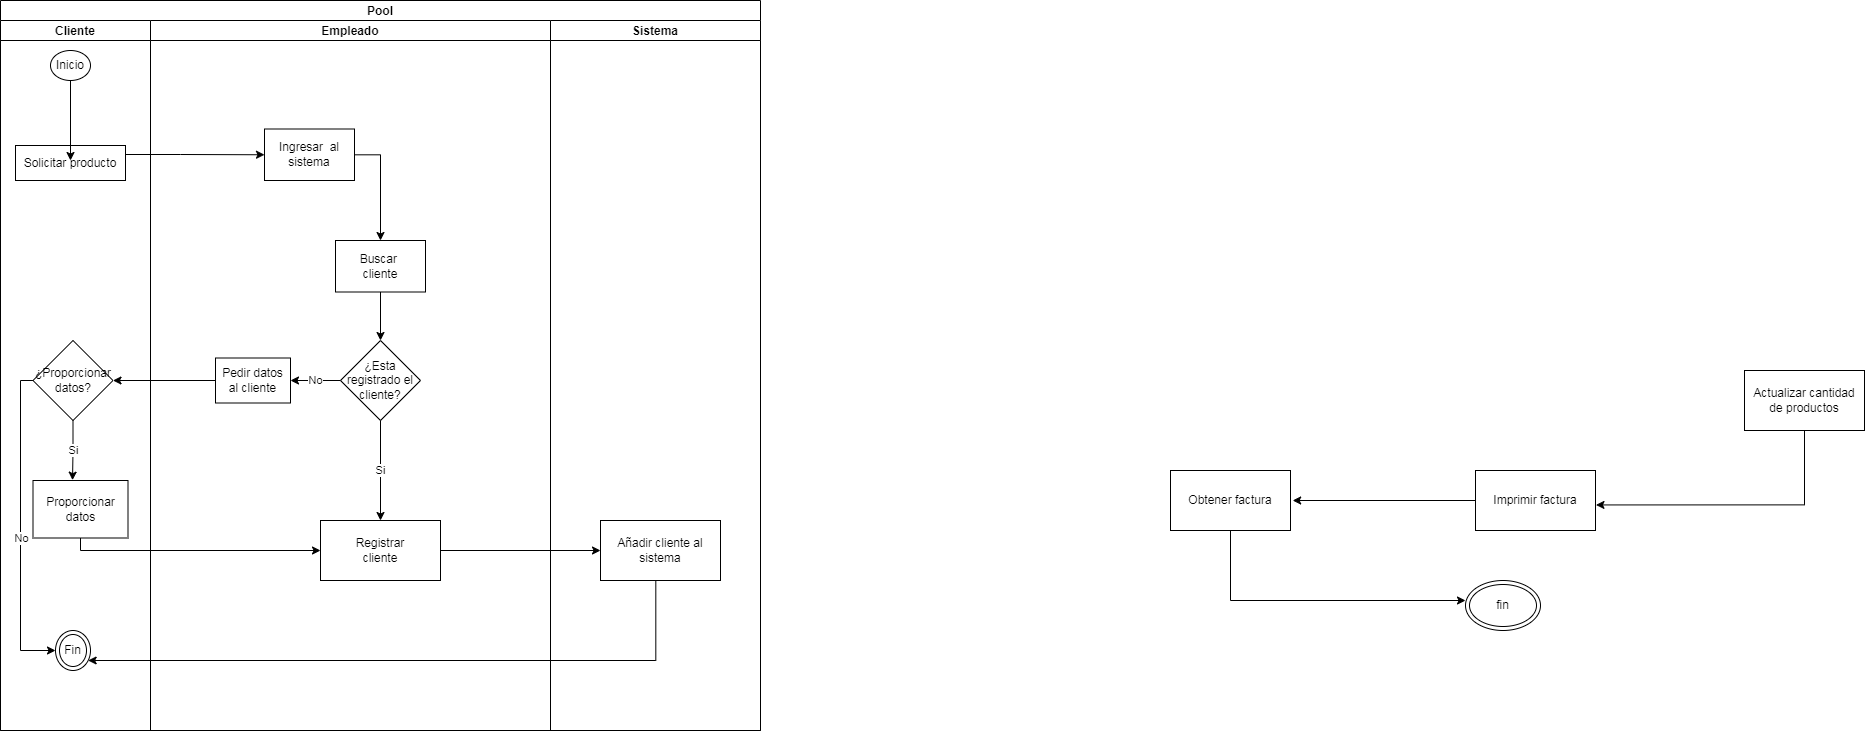 Pool
Cliente
Empleado
Sistema
Inicio
Solicitar producto
Ingresar al
sistema
Buscar
cliente
¿Proporcionar
datos?
Pedir datos
al cliente
No
¿Esta
registrado el
cliente?
Si
Si
Proporcionar
datos
No
Registrar
cliente
Añadir cliente al
sistema
Fin
Actualizar cantidad
de productos
Obtener factura
Imprimir factura
fin